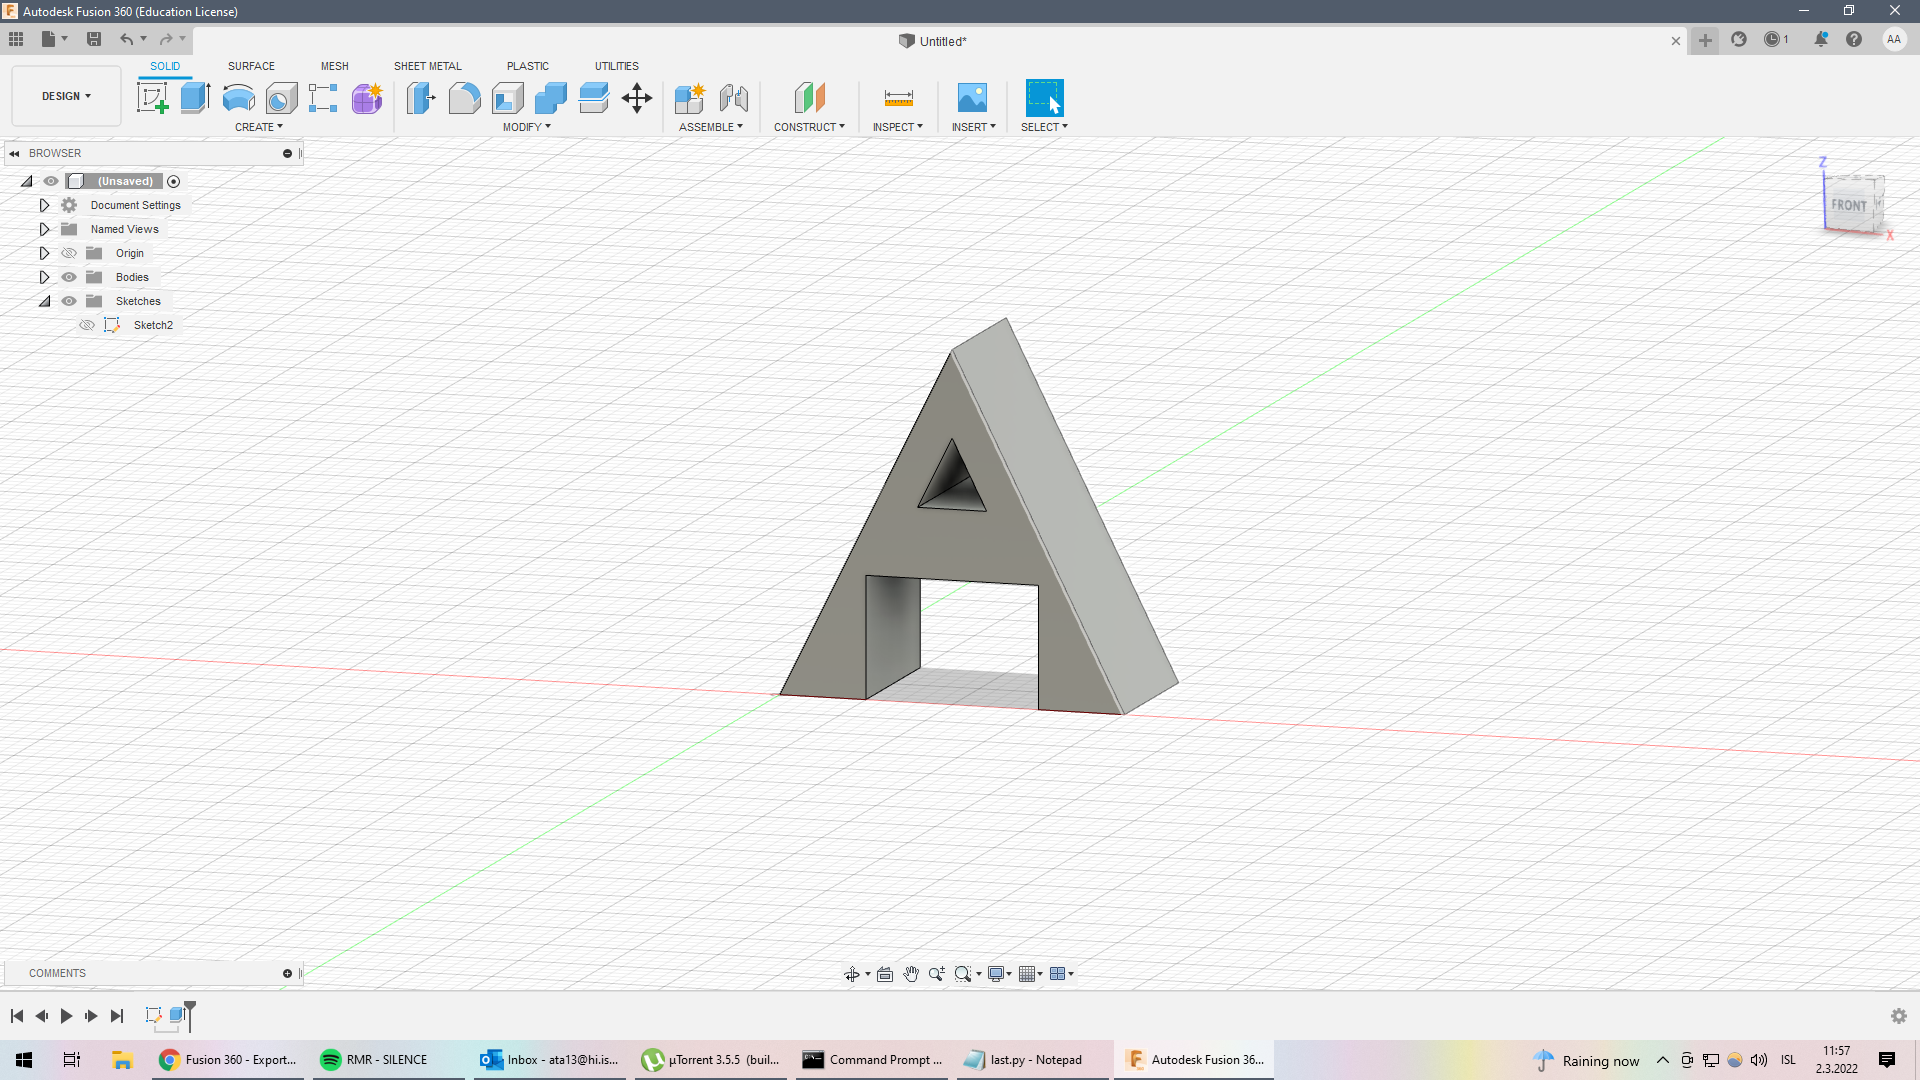 Autodesk Fusion 360 (Education License)
Untitled*
1
AA
DESIGN
SOLID
SURFACE
MESH
SHEET METAL
PLASTIC
UTILITIES
CREATE
MODIFY
ASSEMBLE
CONSTRUCT
INSPECT
INSERT
SELECT
BROWSER
(Unsaved)
Document Settings
Named Views
Origin
Bodies
Sketches
Sketch2
Z
FRONT
X
COMMENTS
Fusion 360 - Export...
RMR - SILENCE
Inbox - ata13@hi.is...
µTorrent 3.5.5 (buil...
Command Prompt ...
last.py - Notepad
Autodesk Fusion 36...
Raining now
ISL
11:57
2.3.2022